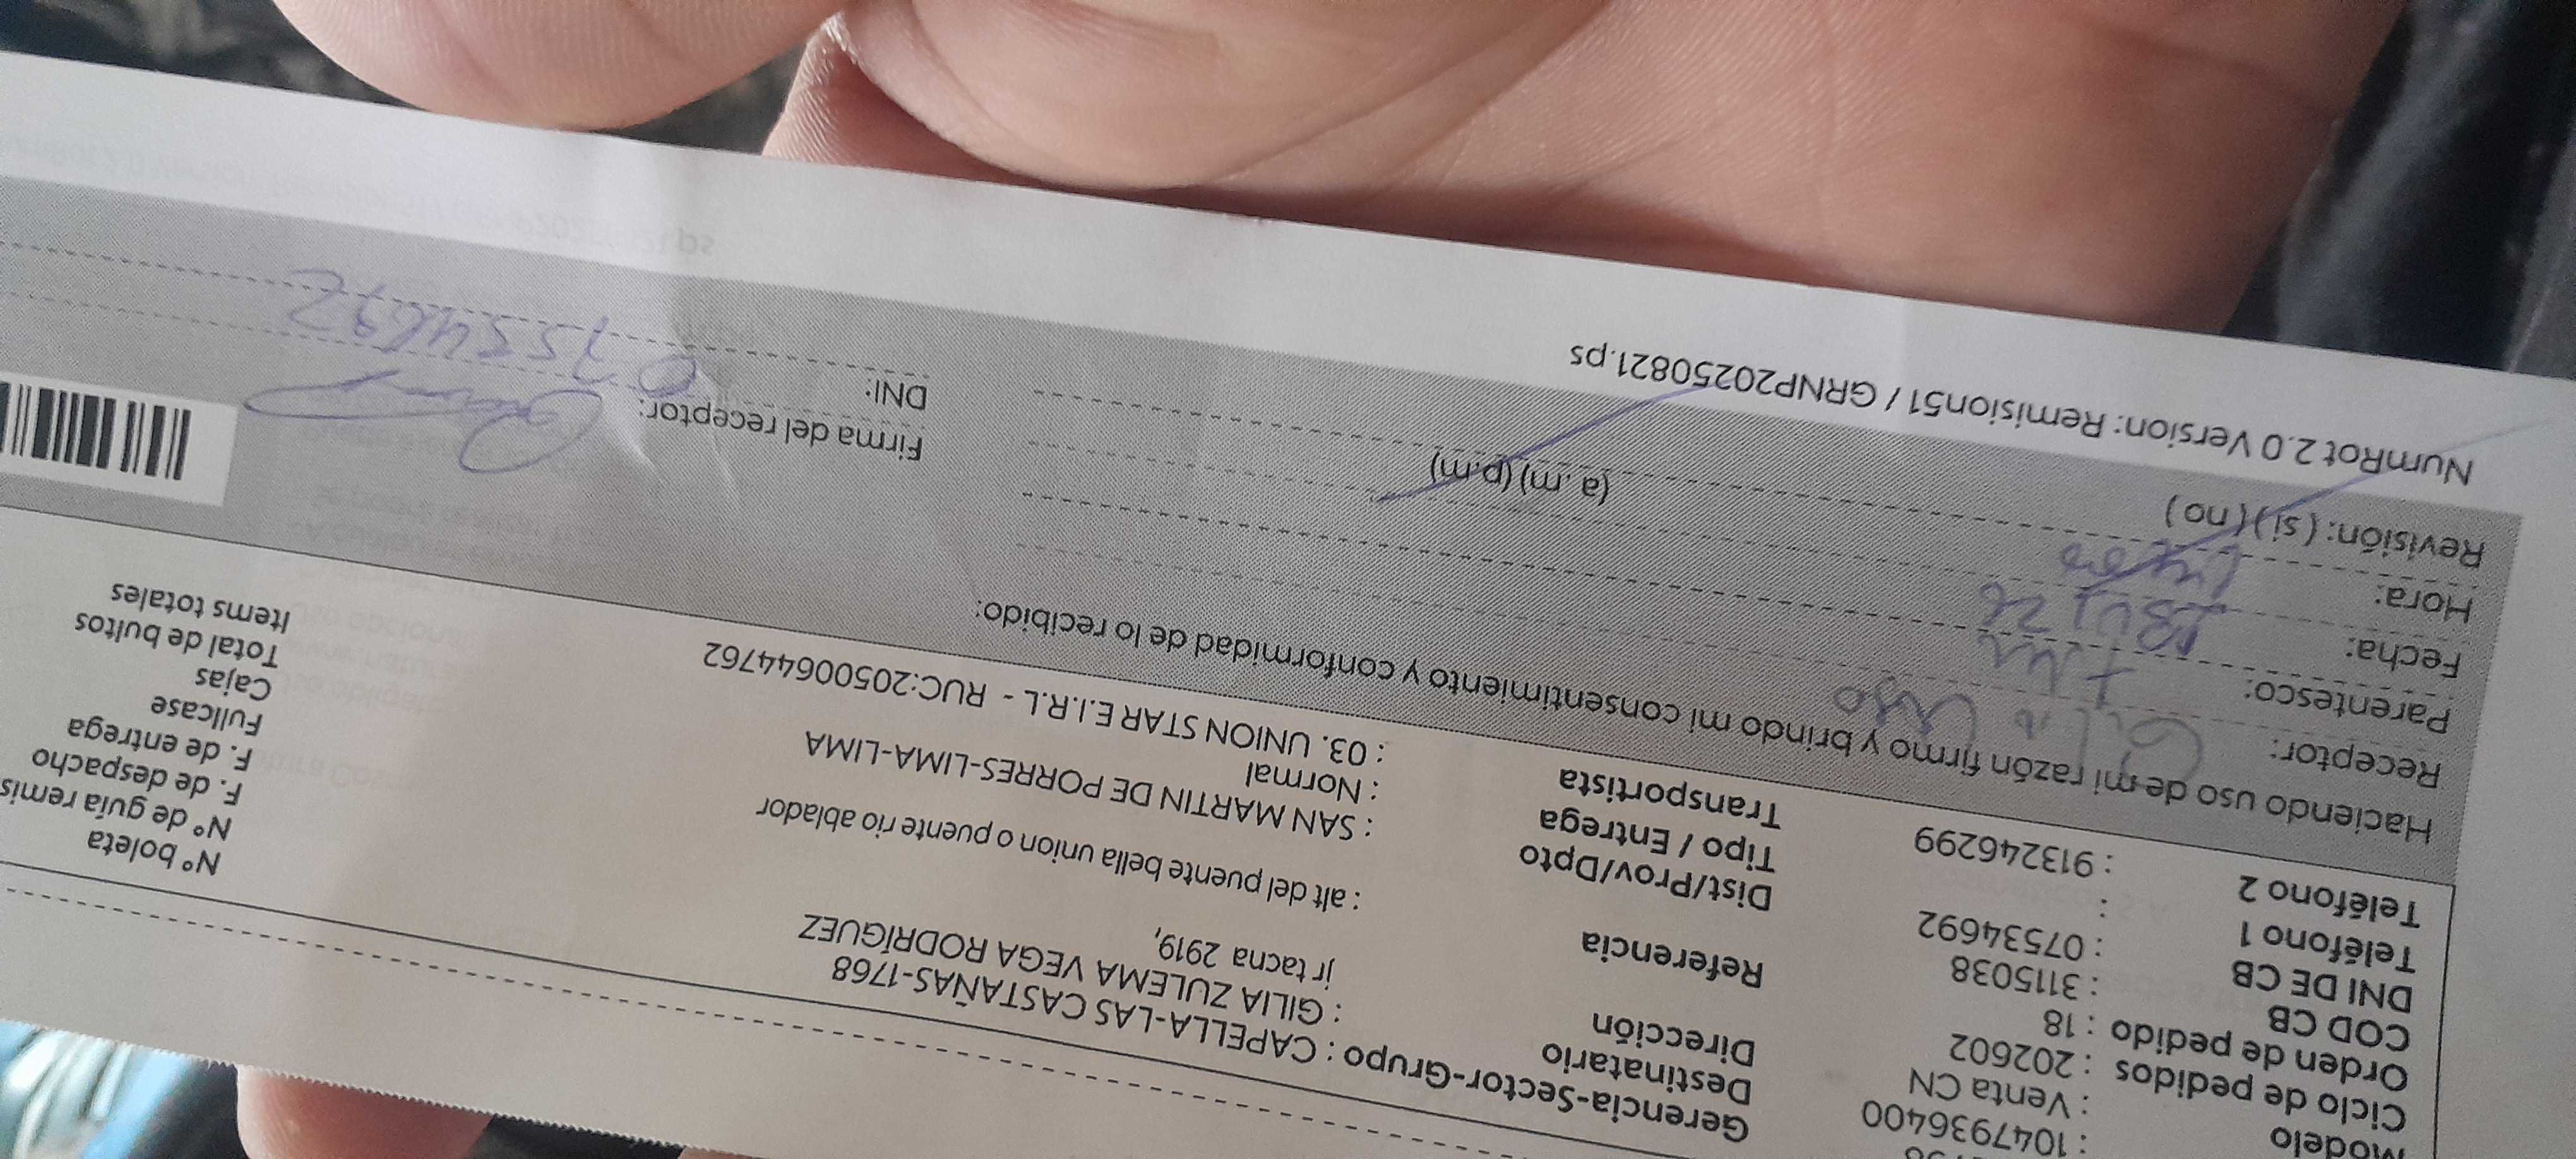 : 1047936400
Modelo : Venta CN
Ciclo de pedidos : 202602
Orden de pedido : 18
COD CB : 3115038
DNI DE CB : 07534692
Teléfono 1 :
Teléfono 2 : 913246299
Gerencia-Sector-Grupo : CAPELLA-LAS CASTAÑAS-1768
Destinatario : GILIA ZULEMA VEGA RODRÍGUEZ
Dirección jr tacna 2919,
Referencia : alt del puente bella union o puente rio ablador
Dist/Prov/Dpto : SAN MARTIN DE PORRES-LIMA-LIMA
Tipo / Entrega : Normal
Transportista : 03. UNION STAR E.I.R.L - RUC:20500644762
N° boleta
N° de guía remis
F. de despacho
F. de entrega
Fullcase
Cajas
Total de bultos
Items totales
Haciendo uso de mi razón firmo y brindo mi consentimiento y conformidad de lo recibido:
Receptor:
Parentesco:
Fecha:
Hora: (a. m) (p.m)
Revisión: ( si ) ( no )
Firma del receptor:
DNI:
NumRot 2.0 Version: Remision51 / GRNP20250821.ps